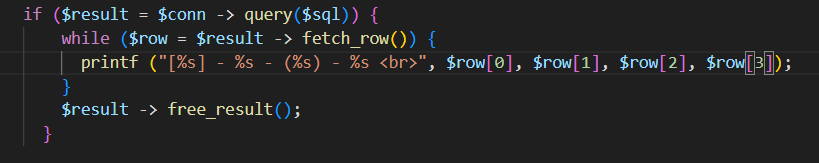 if ($result = $conn -> query($sql)) {
while ($row = $result -> fetch_row()) {
printf ("[%s] - %s - (%s) - %s <br>", $row[0], $row[1], $row[2], $row[3]);
}
$result -> free_result();
}